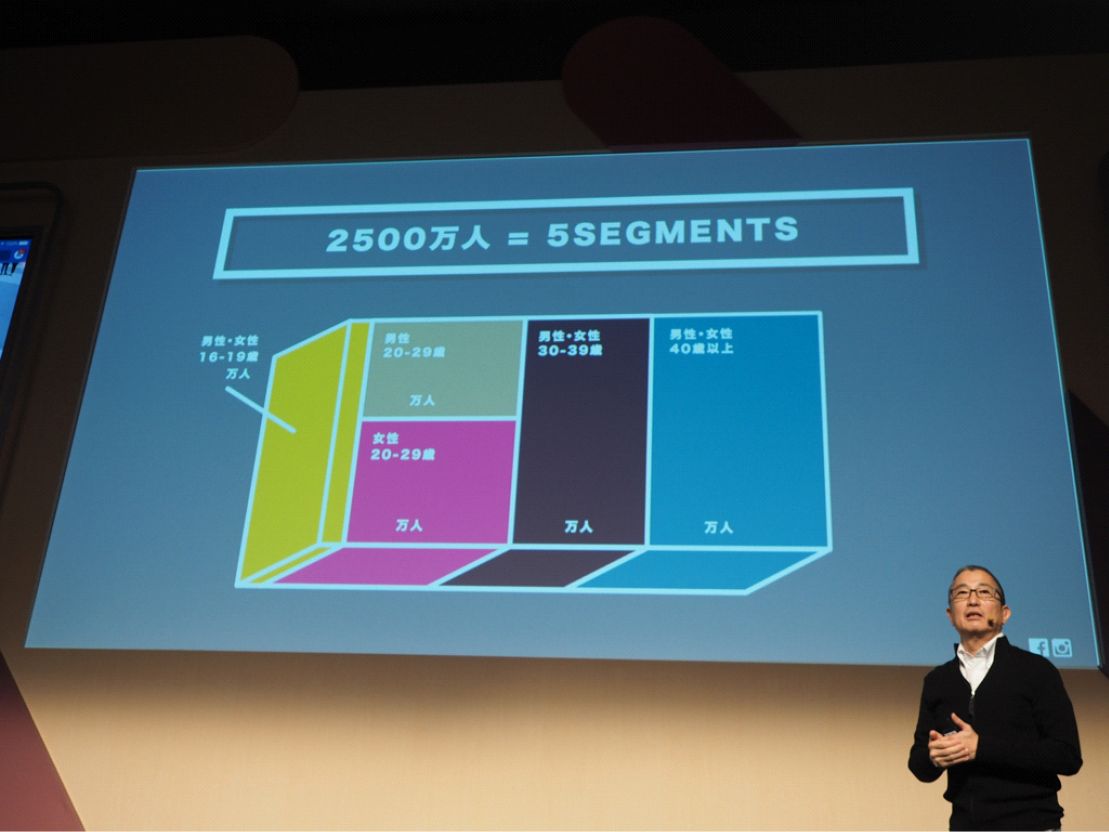 2500万人 = 5SEGMENTS
男性・女性
16-19歳
万人
男性
20-29歳
万人
女性
20-29歳
万人
男性・女性
30-39歳
万人
男性・女性
40歳以上
万人